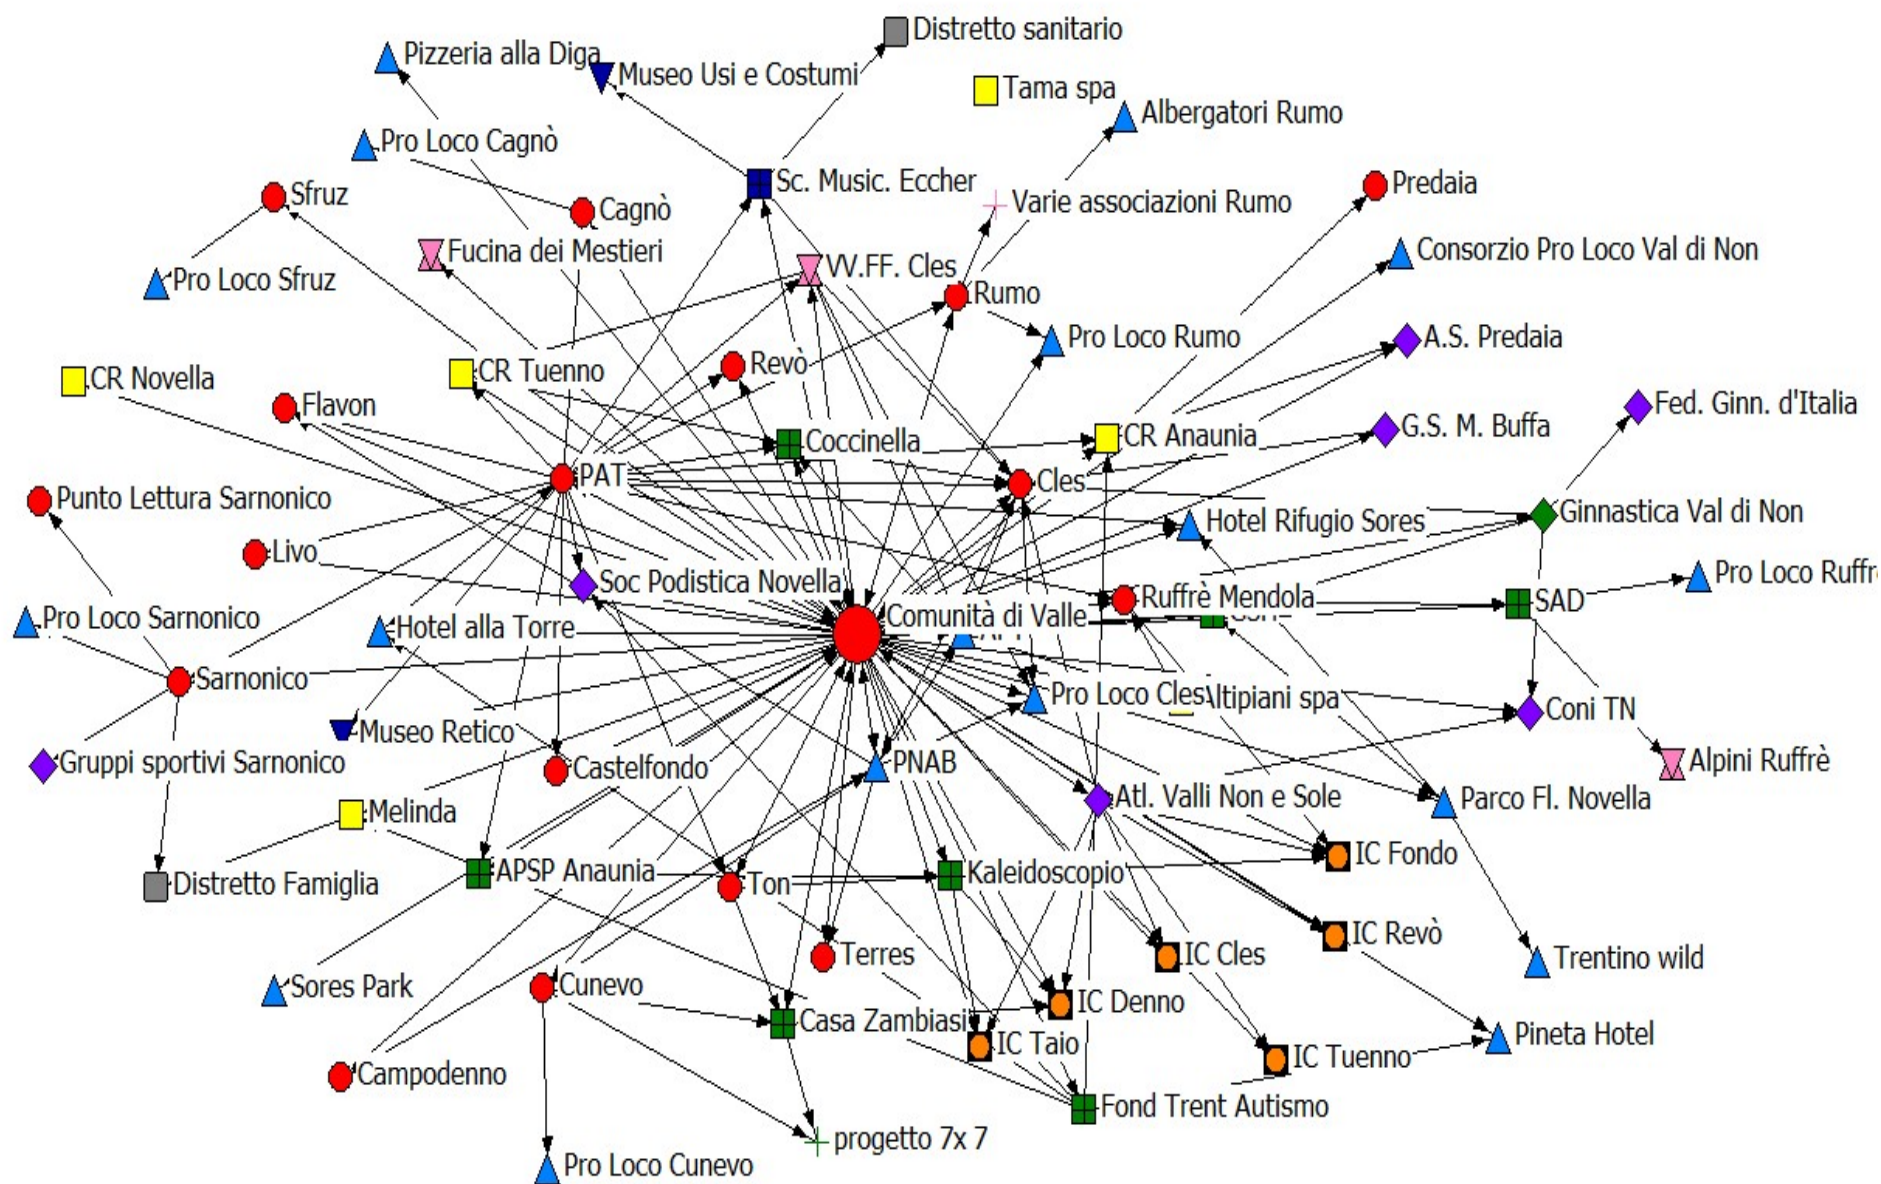 Distretto sanitario
Pizzeria alla Diga
Museo Usi e Costumi
Tama spa
Albergatori Rumo
Pro Loco Cagnò
Sc. Music. Eccher
Predaia
Sfruz
Cagnò
Varie associazioni Rumo
Fucina dei Mestieri
VV.FF. Cles
Consorzio Pro Loco Val di Non
Pro Loco Sfruz
Rumo
Pro Loco Rumo
A.S. Predaia
Revò
CR Novella
CR Tuenno
Flavon
Fed. Ginn. d'Italia
Coccinella
CR Anaunia
G.S. M. Buffa
PAT
Cles
Punto Lettura Sarnonico
Hotel Rifugio Sores
Ginnastica Val di Non
Livo
Soc Podistica Novella
Pro Loco Ruffr
Ruffrè Mendola
SAD
Comunità di Valle
Pro Loco Sarnonico
Hotel alla Torre
Sarnonico
Pro Loco Cles
ltipiani spa
Coni TN
Museo Retico
Gruppi sportivi Sarnonico
Castelfondo
PNAB
Alpini Ruffrè
Atl. Valli Non e Sole
Parco Fl. Novella
Melinda
IC Fondo
APSP Anaunia
Kaleidoscopio
Distretto Famiglia
Ton
IC Revò
Terres
IC Cles
Trentino wild
Sores Park
Cunevo
IC Denno
Casa Zambiasi
Pineta Hotel
IC Taio
IC Tuenno
Campodenno
Fond Trent Autismo
progetto 7x 7
Pro Loco Cunevo